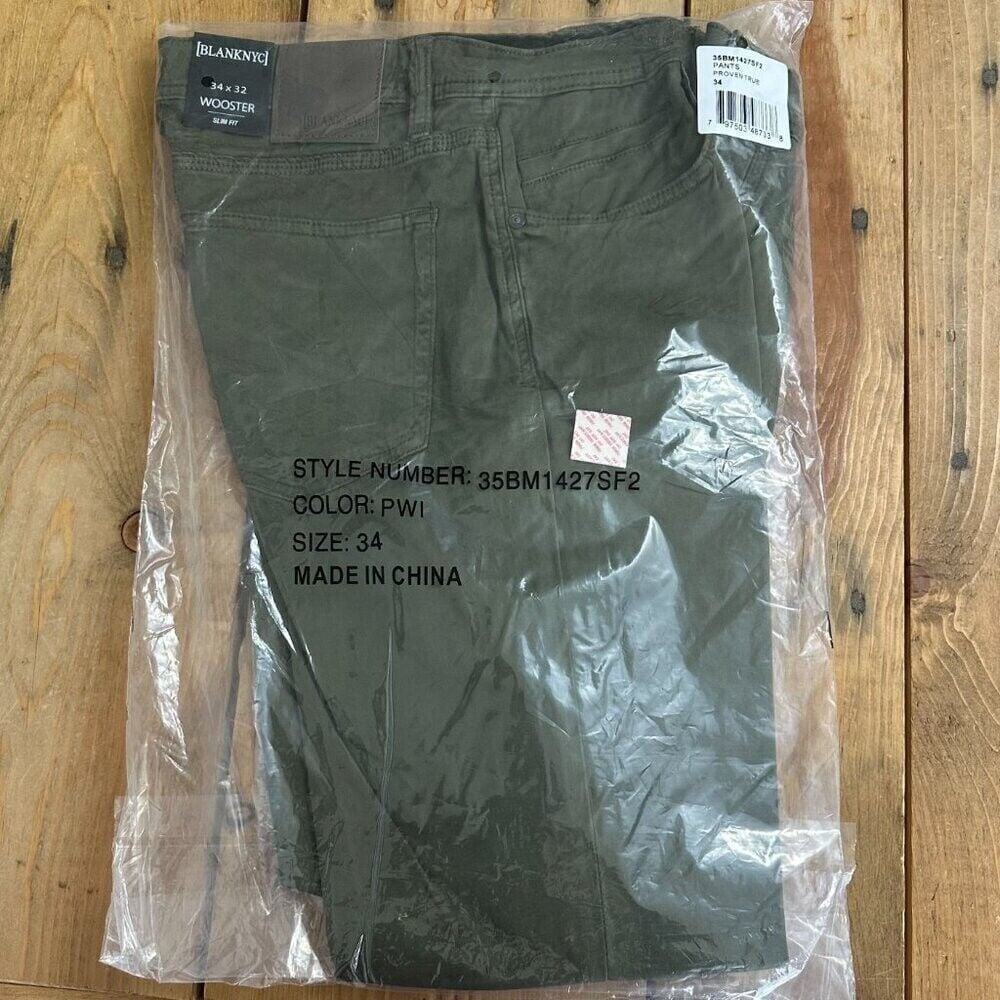 [BLANKNYC]
34 x 32
WOOSTER
SLIM FIT
[BLANKNYC]
35BM1427SF2
PANTS
PROVENTRUE
34
STYLE NUMBER: 35BM1427SF2
COLOR: PWI
SIZE: 34
MADE IN CHINA